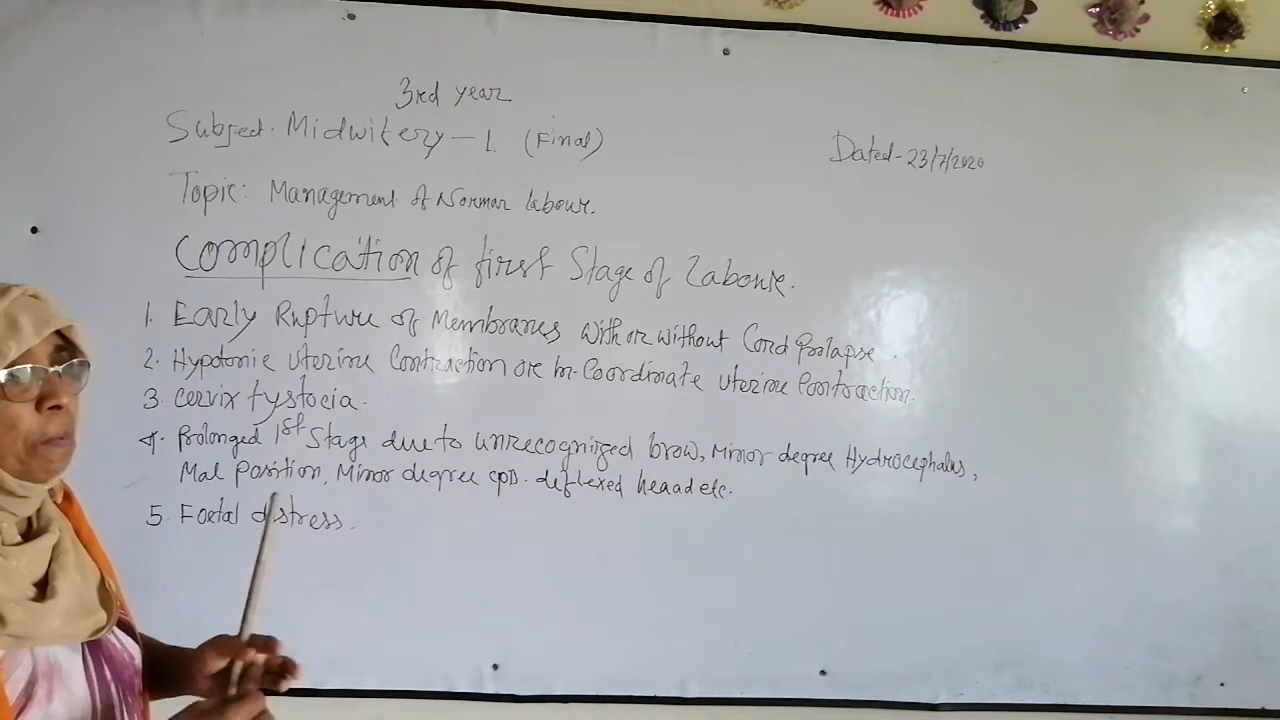 3rd year
Subject: Midwifery - 1. (Final)
Dated - 23/7/2020
Topic: Management of Normar labour.
Complication of first Stage of Labour.
1. Early Rupture of Membranes with or without Cord Prolapse.
2. Hypotonic uterine Contraction or In-Coordinate uterine Contraction.
3. Cervix tystocia.
4. Prolonged 1st Stage due to unrecognized brow, Minor degree Hydrocephalus,
Mal Position, Minor degree CPD. deflexed heaad etc.
5. Foetal distress.